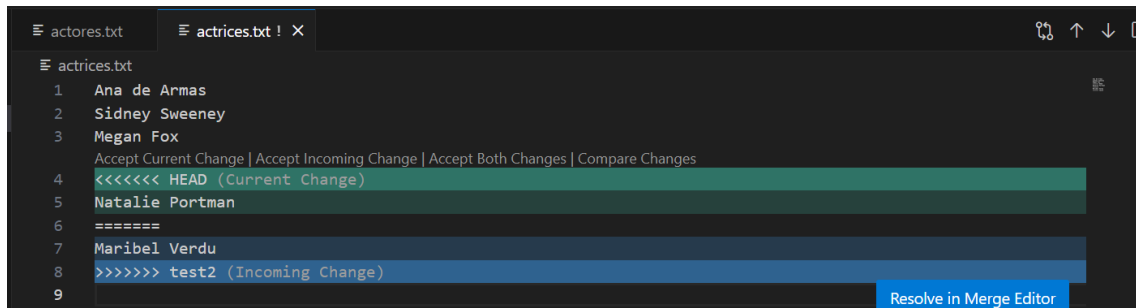 actores.txt
actrices.txt !
actrices.txt
1 Ana de Armas
2 Sidney Sweeney
3 Megan Fox
Accept Current Change | Accept Incoming Change | Accept Both Changes | Compare Changes
4 <<<<<<< HEAD (Current Change)
5 Natalie Portman
6 =======
7 Maribel Verdu
8 >>>>>>> test2 (Incoming Change)
9
Resolve in Merge Editor